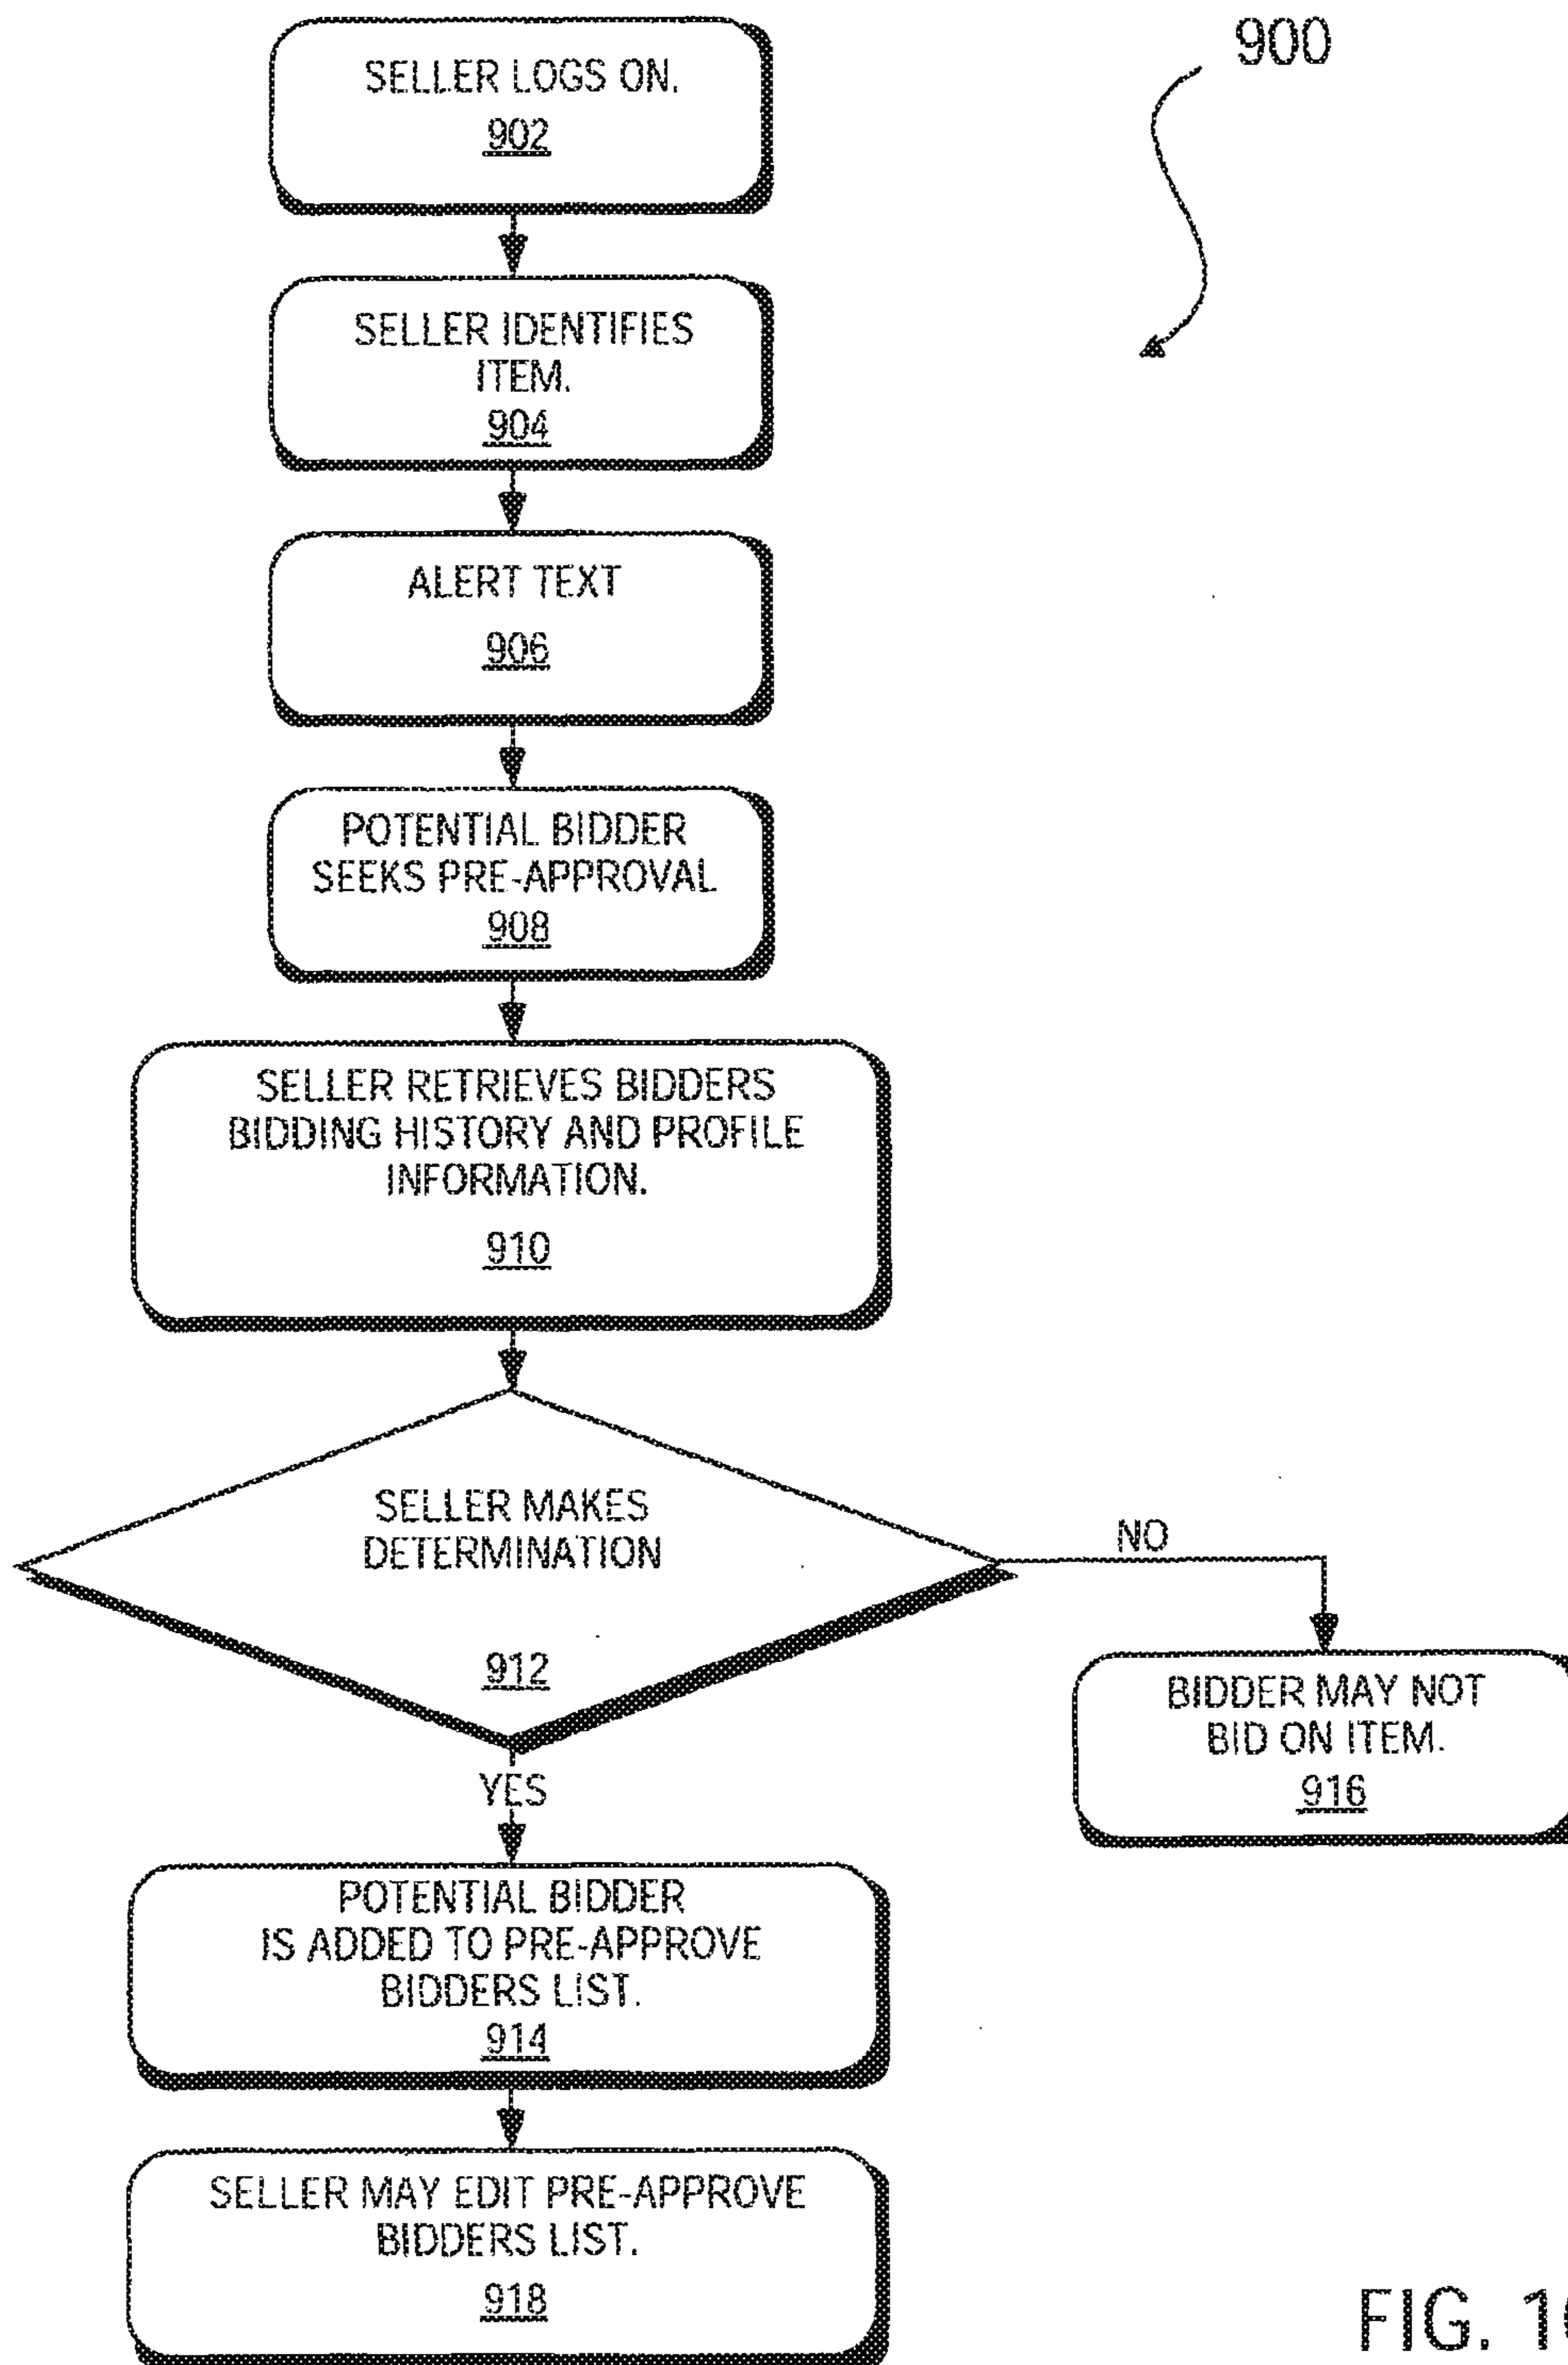 900
SELLER LOGS ON.
902
SELLER IDENTIFIES
ITEM.
904
ALERT TEXT
906
POTENTIAL BIDDER
SEEKS PRE-APPROVAL
908
SELLER RETRIEVES BIDDERS
BIDDING HISTORY AND PROFILE
INFORMATION.
910
SELLER MAKES
DETERMINATION
912
NO
BIDDER MAY NOT
BID ON ITEM.
916
YES
POTENTIAL BIDDER
IS ADDED TO PRE-APPROVE
BIDDERS LIST.
914
SELLER MAY EDIT PRE-APPROVE
BIDDERS LIST.
918
FIG.